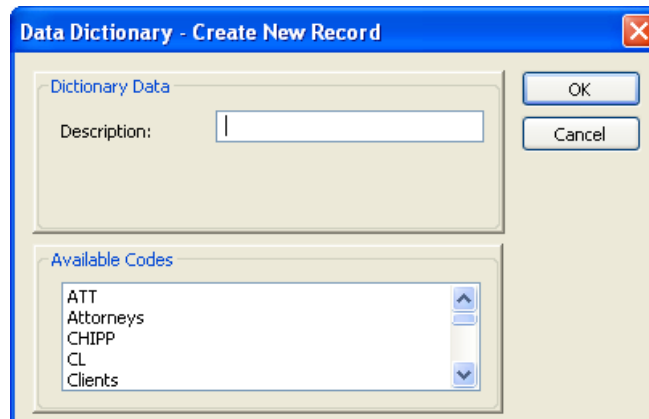 Data Dictionary - Create New Record
Dictionary Data
Description:
OK
Cancel
Available Codes
ATT
Attorneys
CHIPP
CL
Clients